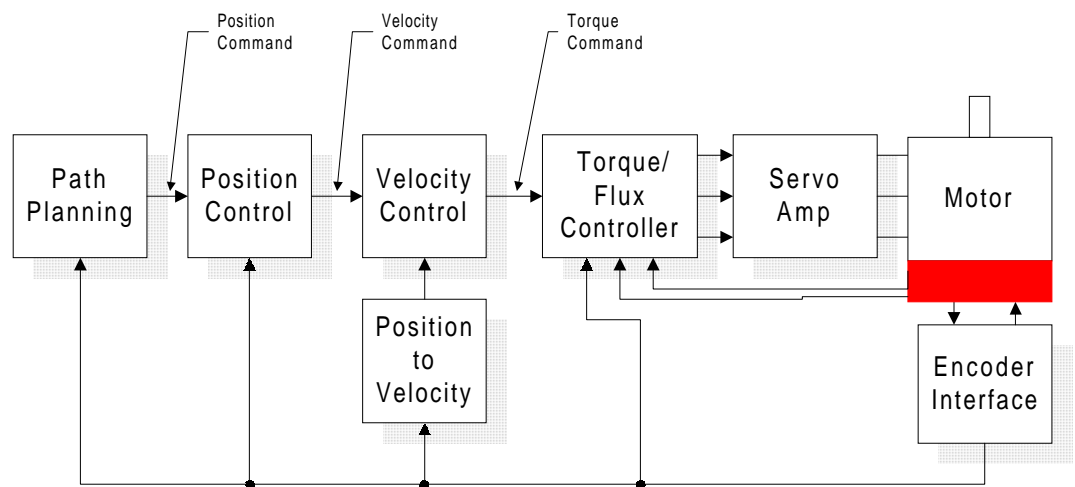 Position
Command
Velocity
Command
Torque
Command
Path
Planning
Position
Control
Velocity
Control
Torque/
Flux
Controller
Servo
Amp
Motor
Position
to
Velocity
Encoder
Interface